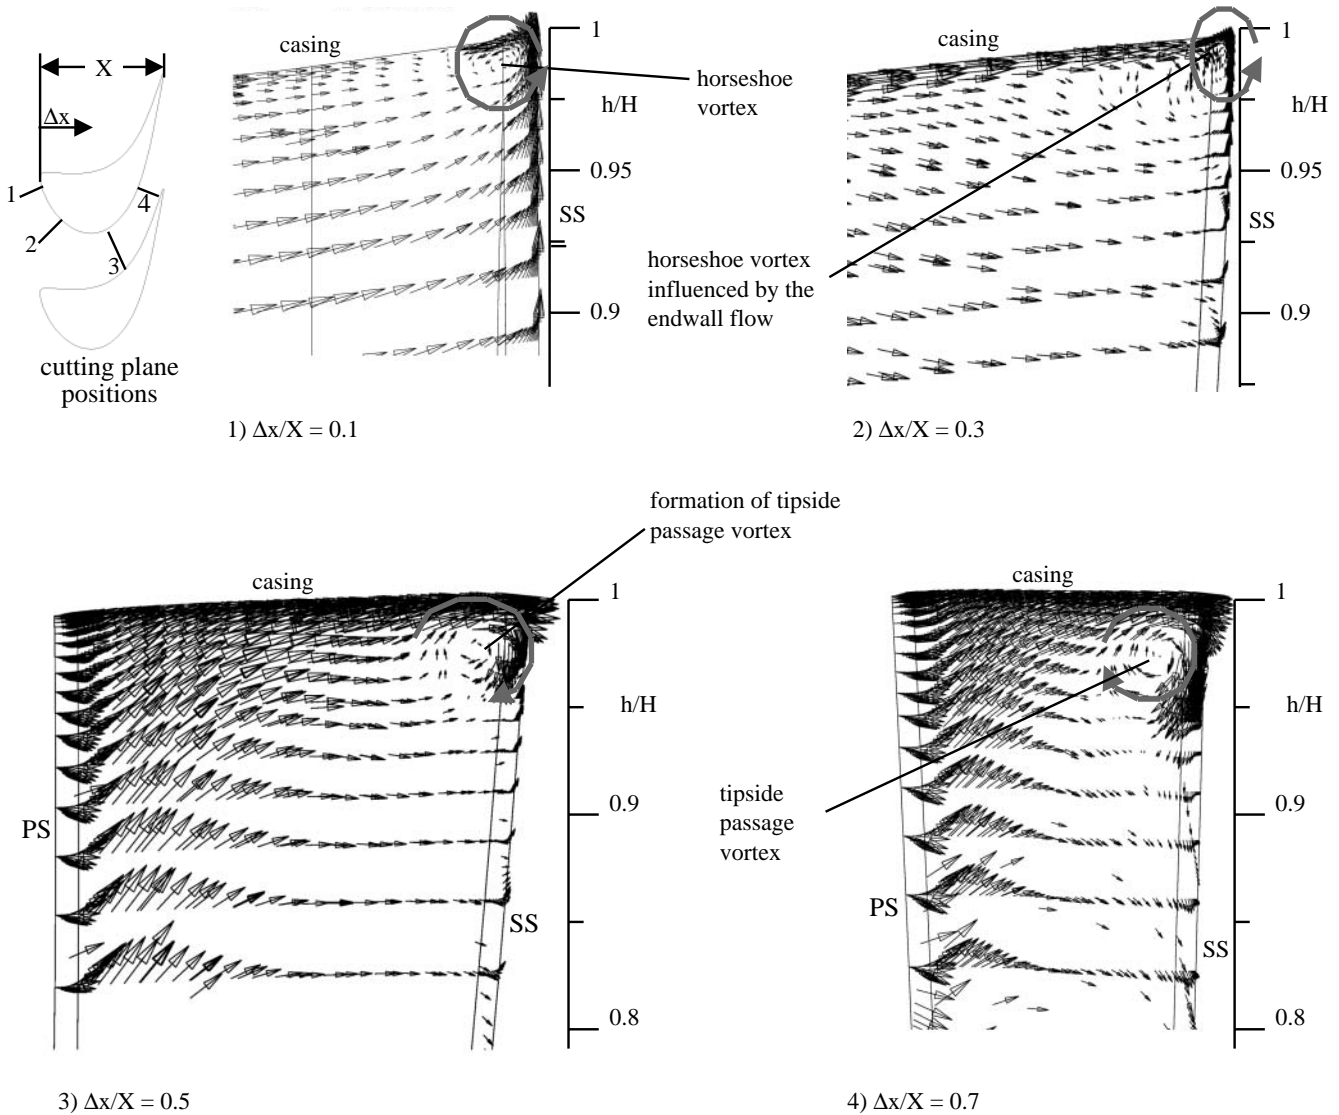 X
Δx
1
2
3
4
cutting plane
positions
casing
horseshoe
vortex
1
h/H
0.95
SS
0.9
1) Δx/X = 0.1
casing
horseshoe vortex
influenced by the
endwall flow
1
h/H
0.95
SS
0.9
2) Δx/X = 0.3
formation of tipside
passage vortex
casing
1
h/H
0.9
PS
SS
0.8
3) Δx/X = 0.5
casing
tipside
passage
vortex
1
h/H
0.9
PS
SS
0.8
4) Δx/X = 0.7